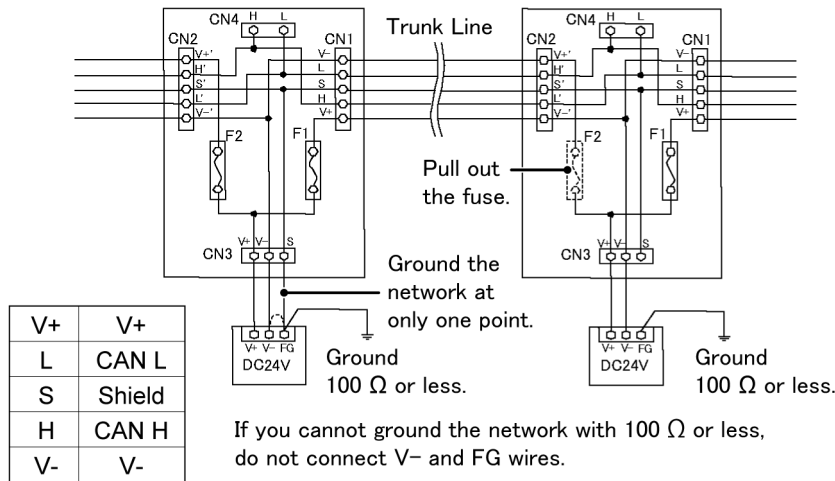 CN4 H L
CN2
CN1
V+'
H'
S'
L'
V-'
V-
L
S
H
V+
F2
F1
V+ V- S
CN3
V+ V- FG
DC24V
Trunk Line
CN4 H L
CN2
CN1
V+'
H'
S'
L'
V-'
V-
L
S
H
V+
F2
F1
Pull out
the fuse.
V+ V- S
CN3
V+ V- FG
DC24V
Ground the
network at
only one point.
Ground
100 Ω or less.
Ground
100 Ω or less.
V+ V+
L CAN L
S Shield
H CAN H
V- V-
If you cannot ground the network with 100 Ω or less,
do not connect V- and FG wires.